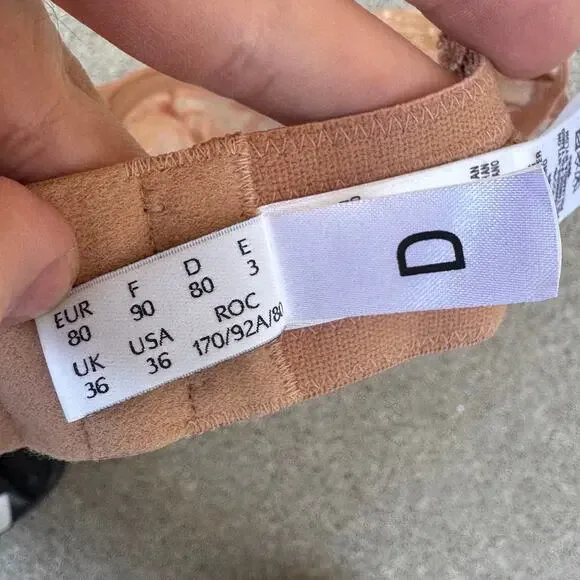 EUR F D E
80 90 80 3
UK USA ROC
36 36 170/92A/80
D